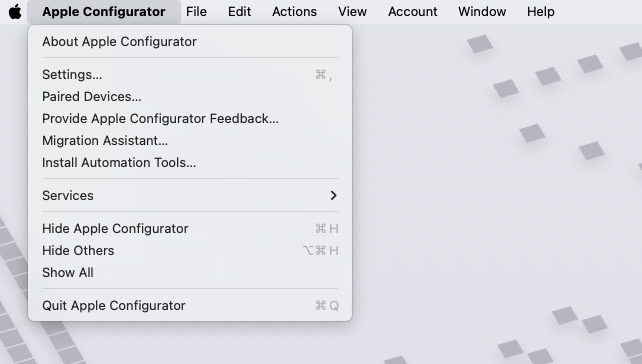 Apple Configurator File Edit Actions View Account Window Help
About Apple Configurator
Settings... ⌘ ,
Paired Devices...
Provide Apple Configurator Feedback...
Migration Assistant...
Install Automation Tools...
Services
Hide Apple Configurator ⌘ H
Hide Others ⌥⌘ H
Show All
Quit Apple Configurator ⌘ Q